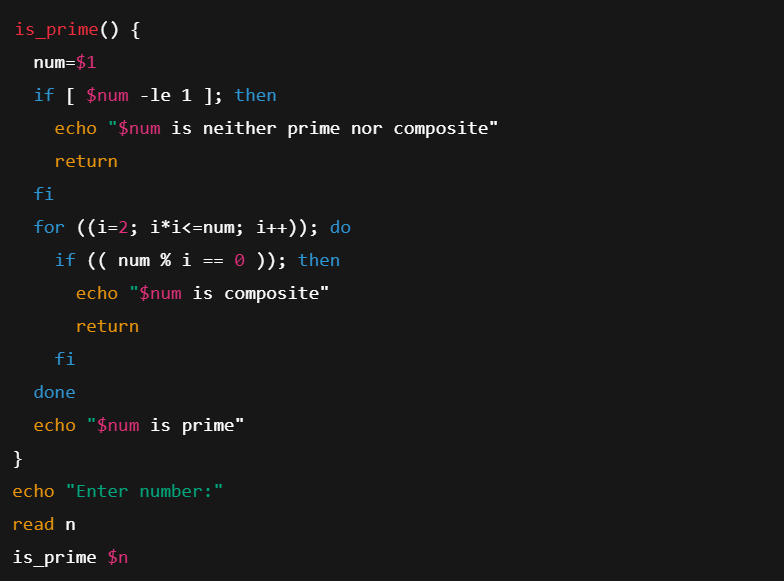 is_prime() {
  num=$1
  if [ $num -le 1 ]; then
    echo "$num is neither prime nor composite"
    return
  fi
  for ((i=2; i*i<=num; i++)); do
    if (( num % i == 0 )); then
      echo "$num is composite"
      return
    fi
  done
  echo "$num is prime"
}
echo "Enter number:"
read n
is_prime $n